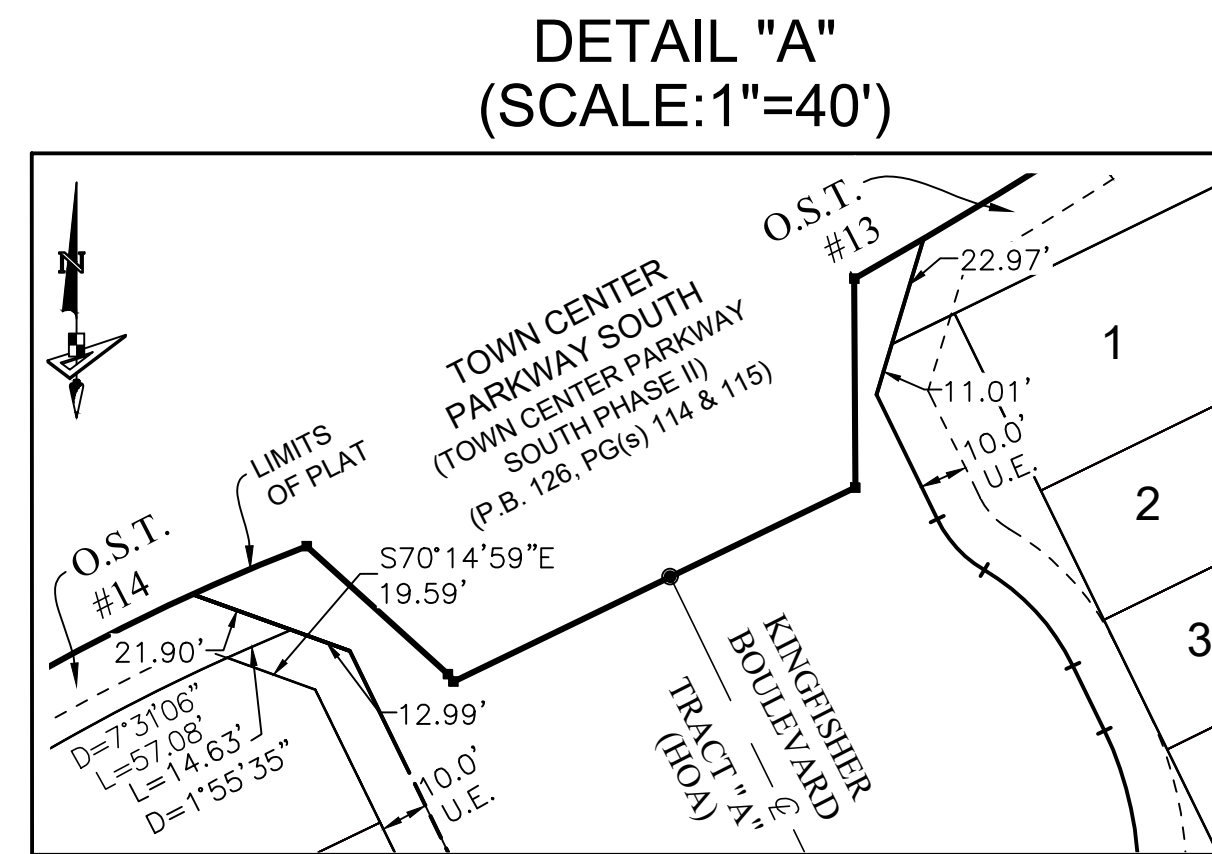 DETAIL "A"
(SCALE:1"=40')
N
O.S.T.
#13
22.97'
1
TOWN CENTER
PARKWAY SOUTH
(TOWN CENTER PARKWAY
SOUTH PHASE II)
(P.B. 126, PG(s) 114 & 115)
11.01'
10.0'
U.E.
2
LIMITS
OF PLAT
O.S.T.
#14
S70°14'59"E
19.59'
21.90'
12.99'
3
D=7°31'06"
L=57.08'
L=14.63'
D=1°55'35"
10.0'
U.E.
KINGFISHER
BOULEVARD
TRACT "A"
(HOA)
℄